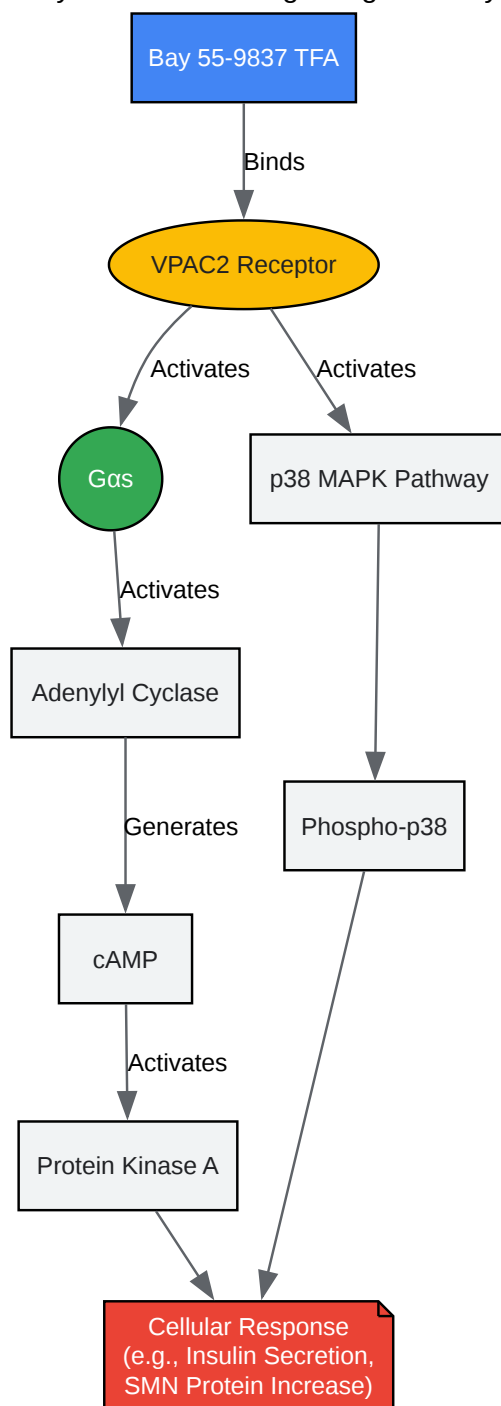 Bay 55-9837 TFA
Binds
VPAC2 Receptor
Activates
Activates
Gαs
p38 MAPK Pathway
Activates
Adenylyl Cyclase
Phospho-p38
Generates
cAMP
Activates
Protein Kinase A
Cellular Response
(e.g., Insulin Secretion,
SMN Protein Increase)